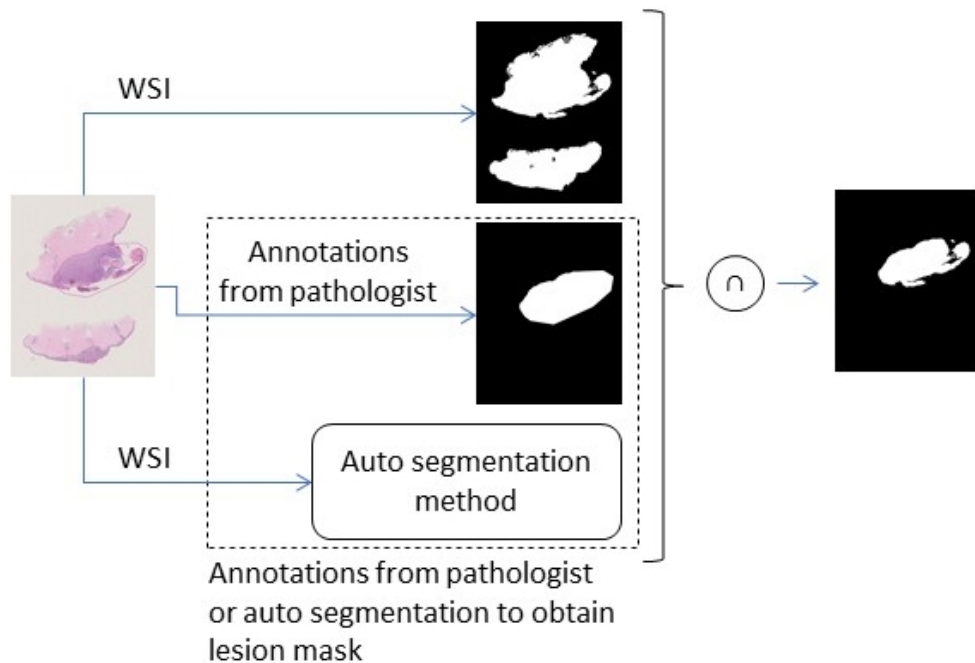 WSI
Annotations
from pathologist
∩
WSI
Auto segmentation
method
Annotations from pathologist
or auto segmentation to obtain
lesion mask